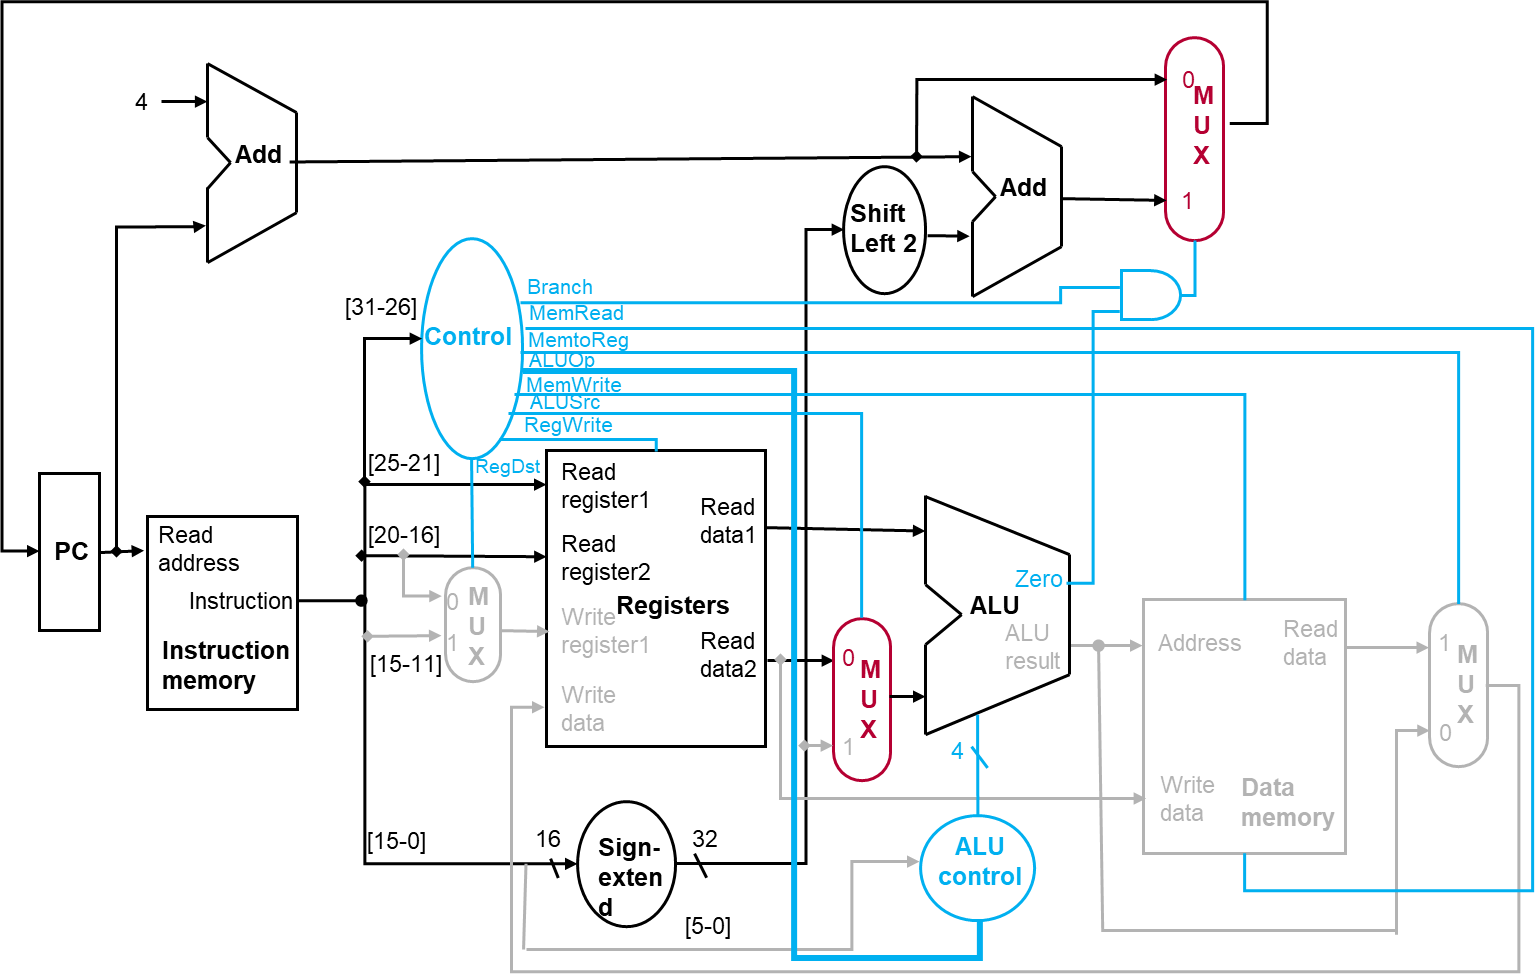 4
Add
0
M
U
X
1
Add
Shift
Left 2
[31-26]
Control
Branch
MemRead
MemtoReg
ALUOp
MemWrite
ALUSrc
RegWrite
RegDst
[25-21]
[20-16]
[15-11]
[15-0]
PC
Read
address
Instruction
Instruction
memory
0
M
U
X
1
Read
register1
Read
register2
Write
register1
Write
data
Registers
Read
data1
Read
data2
0
M
U
X
1
Zero
ALU
ALU
result
4
ALU
control
Address
Read
data
Write
data
Data
memory
1
M
U
X
0
16
Sign-
exten
d
32
[5-0]